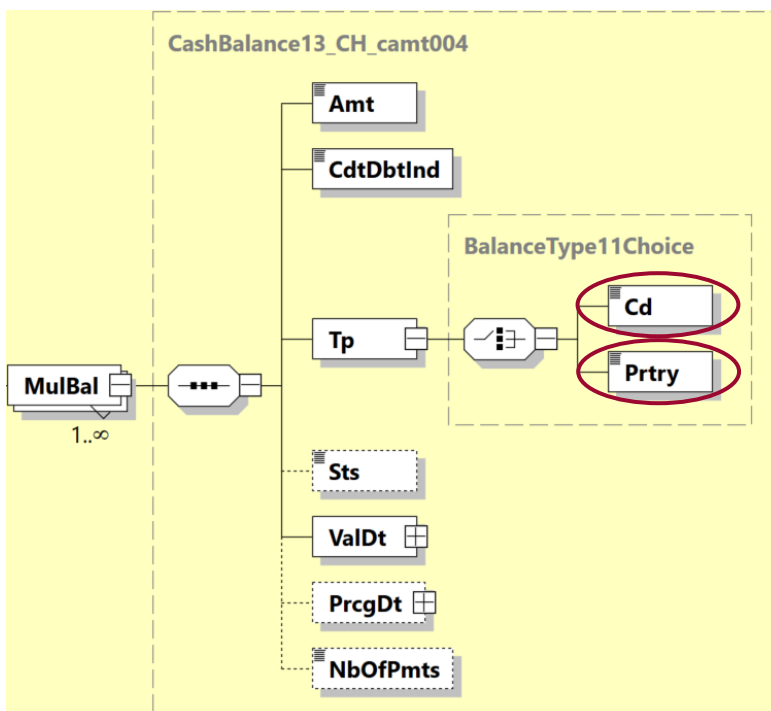 CashBalance13_CH_camt004
Amt
CdtDbtInd
BalanceType11Choice
Cd
Tp
Prtry
MulBal
1..∞
Sts
ValDt
PrcgDt
NbOfPmts